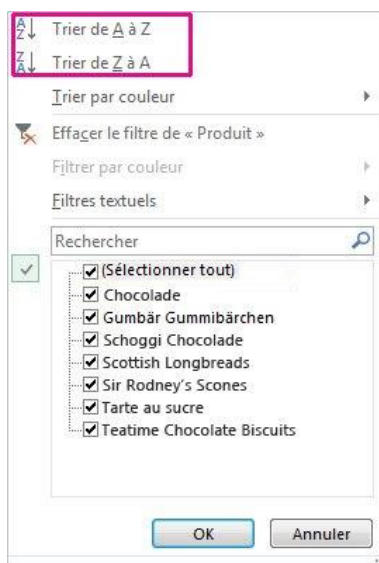 Trier de A à Z
Trier de Z à A
Trier par couleur
Effacer le filtre de « Produit »
Filtrer par couleur
Filtres textuels
Rechercher
(Sélectionner tout)
Chocolade
Gumbär Gummibärchen
Schoggi Chocolade
Scottish Longbreads
Sir Rodney's Scones
Tarte au sucre
Teatime Chocolate Biscuits
OK Annuler